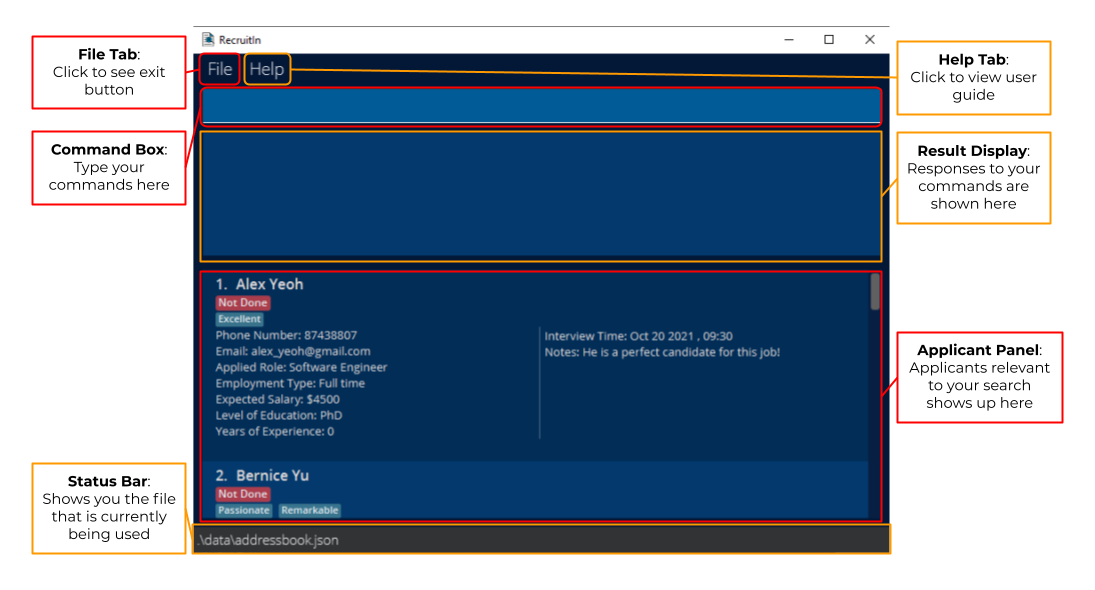 RecruitIn
File Help
File Tab:
Click to see exit
button
Help Tab:
Click to view user
guide
Command Box:
Type your
commands here
Result Display:
Responses to your
commands are
shown here
1. Alex Yeoh
Not Done
Excellent
Phone Number: 87438807
Email: alex_yeoh@gmail.com
Applied Role: Software Engineer
Employment Type: Full time
Expected Salary: $4500
Level of Education: PhD
Years of Experience: 0
Interview Time: Oct 20 2021 , 09:30
Notes: He is a perfect candidate for this job!
Applicant Panel:
Applicants relevant
to your search
shows up here
2. Bernice Yu
Not Done
Passionate Remarkable
Status Bar:
Shows you the file
that is currently
being used
.\data\addressbook.json